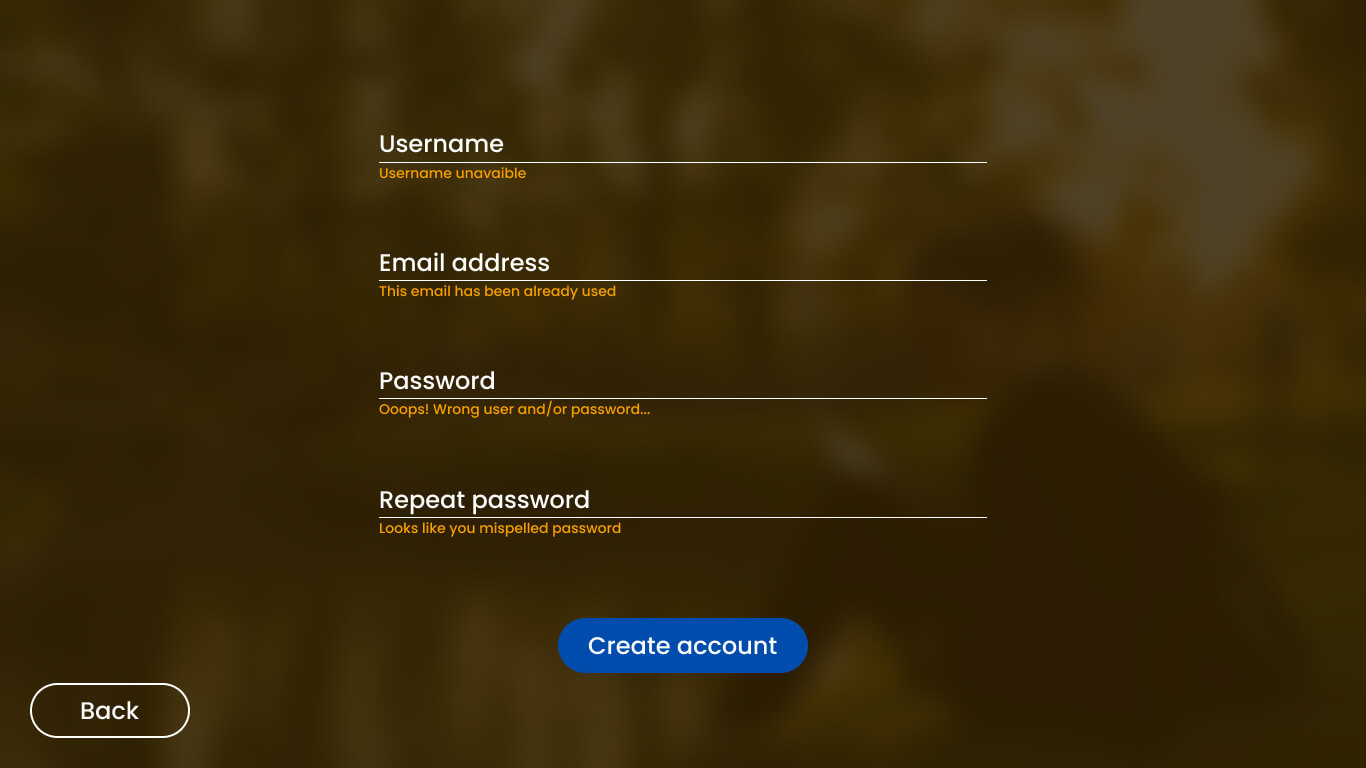 Username
Username unavaible
Email address
This email has been already used
Password
Ooops! Wrong user and/or password...
Repeat password
Looks like you mispelled password
Create account
Back